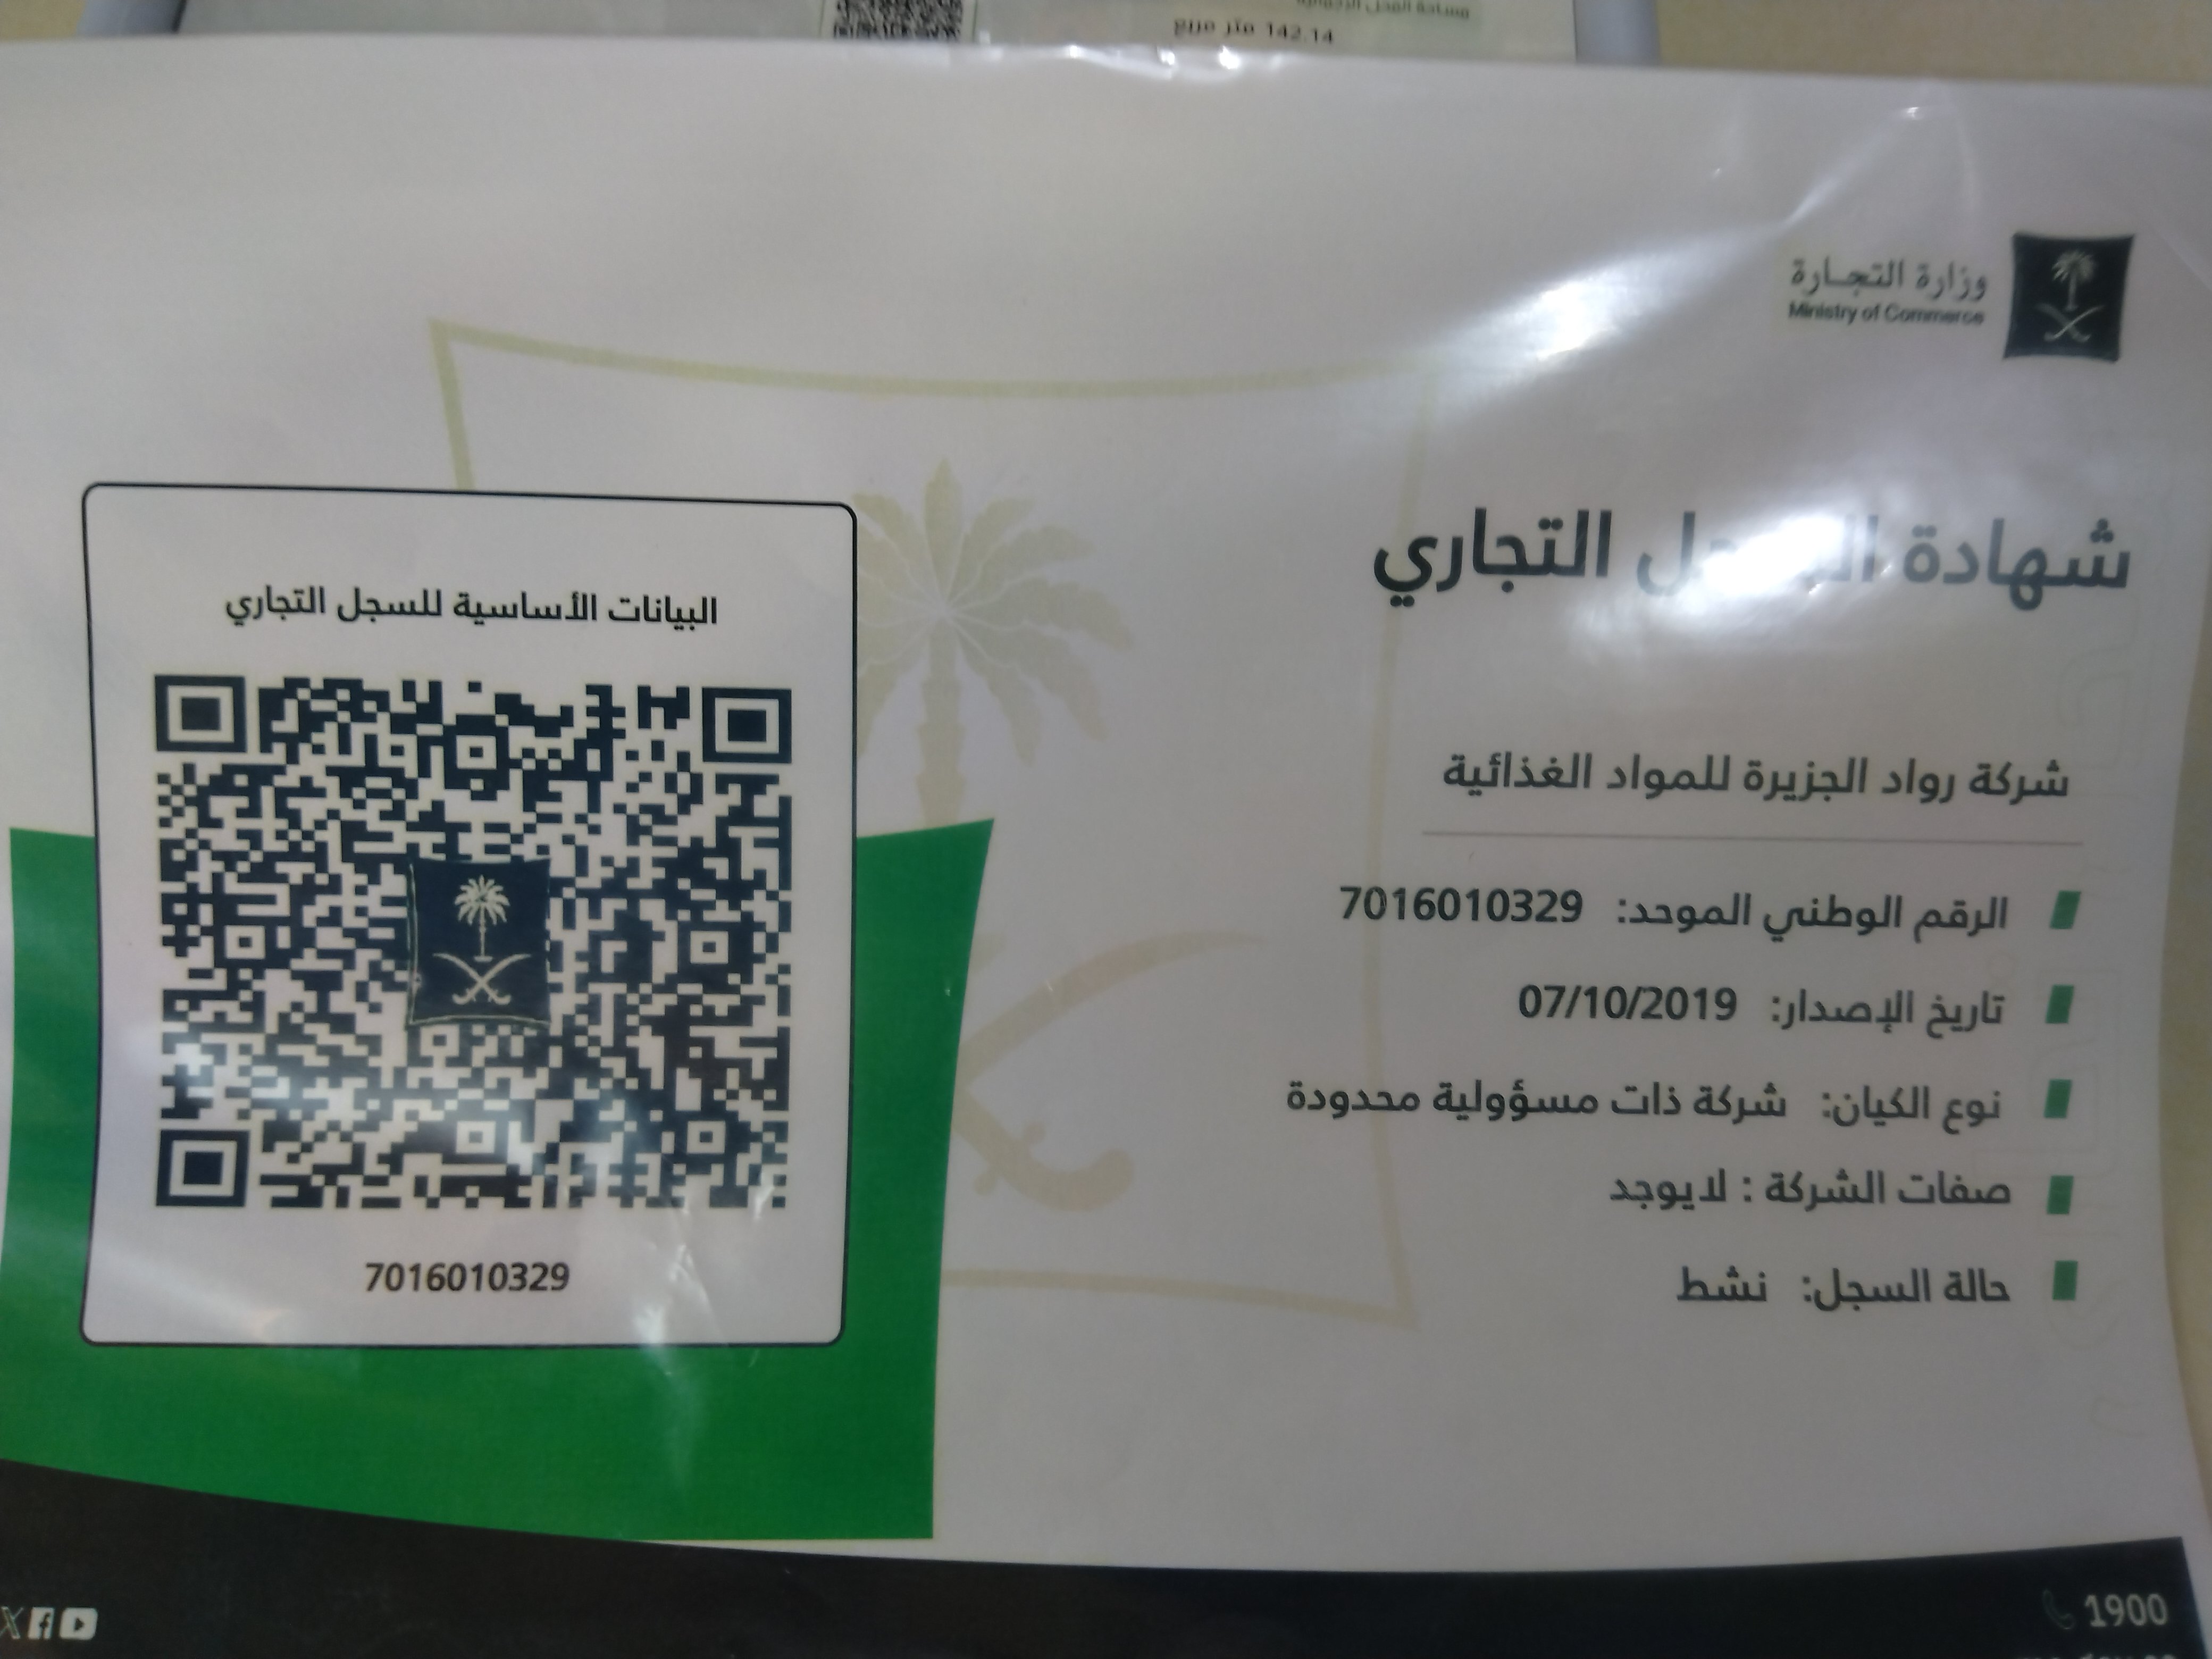 142.14 متر مربع
وزارة التجارة
Ministry of Commerce
شهادة السجل التجاري
شركة رواد الجزيرة للمواد الغذائية
الرقم الوطني الموحد: 7016010329
تاريخ الإصدار: 07/10/2019
نوع الكيان: شركة ذات مسؤولية محدودة
صفات الشركة : لايوجد
حالة السجل: نشط
البيانات الأساسية للسجل التجاري
7016010329
1900